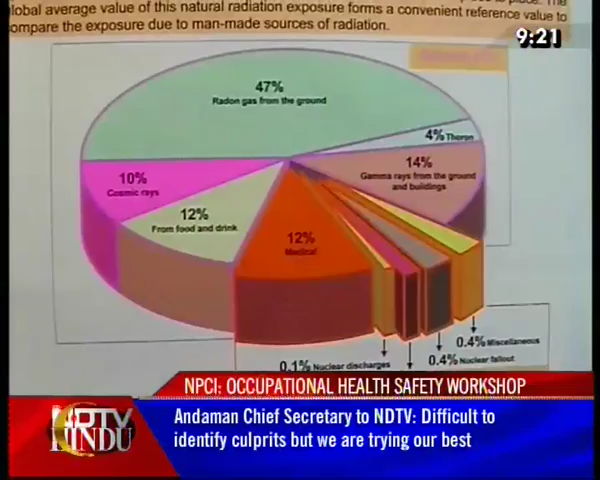 global average value of this natural radiation exposure forms a convenient reference value to
compare the exposure due to man-made sources of radiation.
9:21
47%
Radon gas from the ground
4% Thoron
14%
Gamma rays from the ground
and buildings
10%
Cosmic rays
12%
From food and drink
12%
Medical
0.4% Miscellaneous
0.4% Nuclear fallout
0.1% Nuclear discharges
NPCI: OCCUPATIONAL HEALTH SAFETY WORKSHOP
NDTV
HINDU
Andaman Chief Secretary to NDTV: Difficult to
identify culprits but we are trying our best